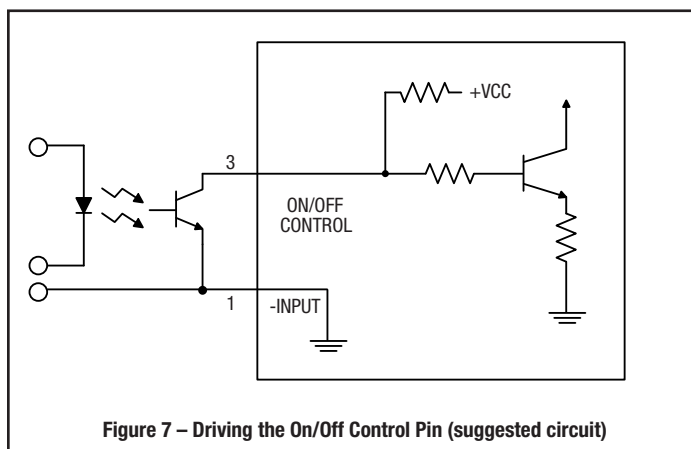 +VCC
3
ON/OFF
CONTROL
1
-INPUT
Figure 7 – Driving the On/Off Control Pin (suggested circuit)